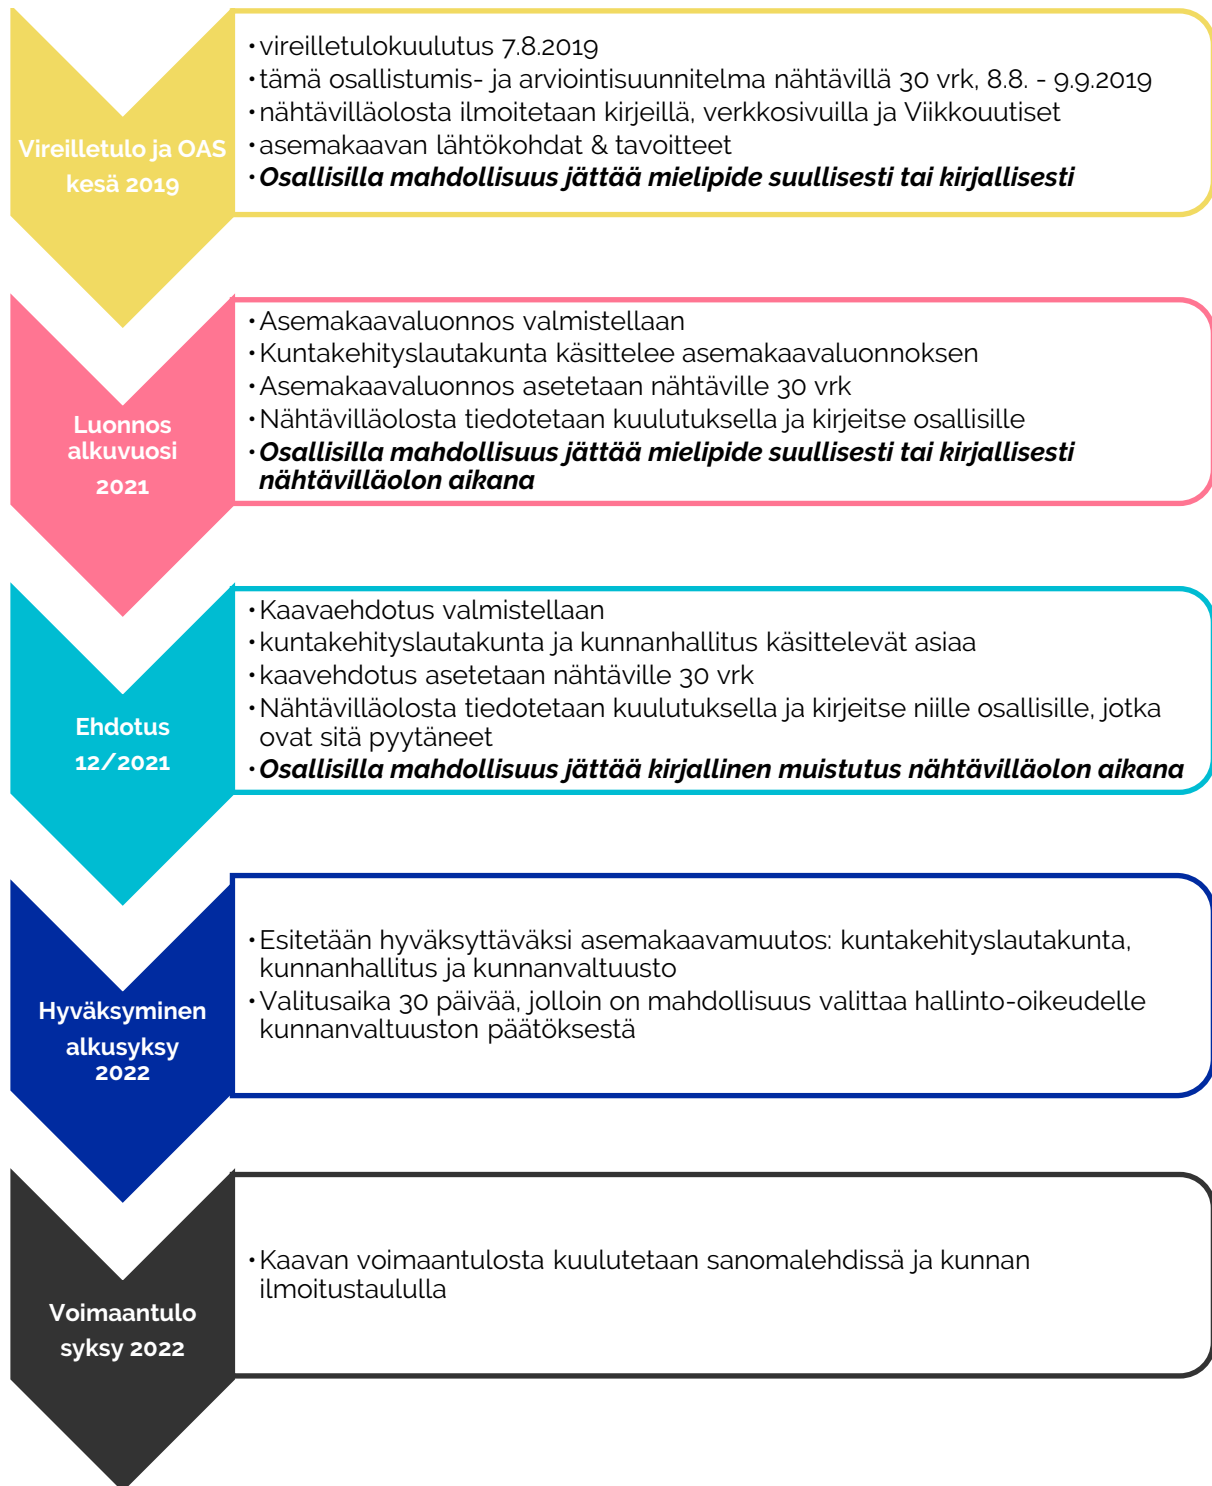 Vireilletulo ja OAS
kesä 2019
•vireilletulokuulutus 7.8.2019
•tämä osallistumis- ja arviointisuunnitelma nähtävillä 30 vrk, 8.8. - 9.9.2019
•nähtävilläolosta ilmoitetaan kirjeillä, verkkosivuilla ja Viikkouutiset
•asemakaavan lähtökohdat & tavoitteet
•Osallisilla mahdollisuus jättää mielipide suullisesti tai kirjallisesti
Luonnos
alkuvuosi
2021
•Asemakaavaluonnos valmistellaan
•Kuntakehityslautakunta käsittelee asemakaavaluonnoksen
•Asemakaavaluonnos asetetaan nähtäville 30 vrk
•Nähtävilläolosta tiedotetaan kuulutuksella ja kirjeitse osallisille
•Osallisilla mahdollisuus jättää mielipide suullisesti tai kirjallisesti
nähtävilläolon aikana
Ehdotus
12/2021
•Kaavaehdotus valmistellaan
•kuntakehityslautakunta ja kunnanhallitus käsittelevät asiaa
•kaavehdotus asetetaan nähtäville 30 vrk
•Nähtävilläolosta tiedotetaan kuulutuksella ja kirjeitse niille osallisille, jotka
ovat sitä pyytäneet
•Osallisilla mahdollisuus jättää kirjallinen muistutus nähtävilläolon aikana
Hyväksyminen
alkusyksy
2022
•Esitetään hyväksyttäväksi asemakaavamuutos: kuntakehityslautakunta,
kunnanhallitus ja kunnanvaltuusto
•Valitusaika 30 päivää, jolloin on mahdollisuus valittaa hallinto-oikeudelle
kunnanvaltuuston päätöksestä
Voimaantulo
syksy 2022
•Kaavan voimaantulosta kuulutetaan sanomalehdissä ja kunnan
ilmoitustaululla